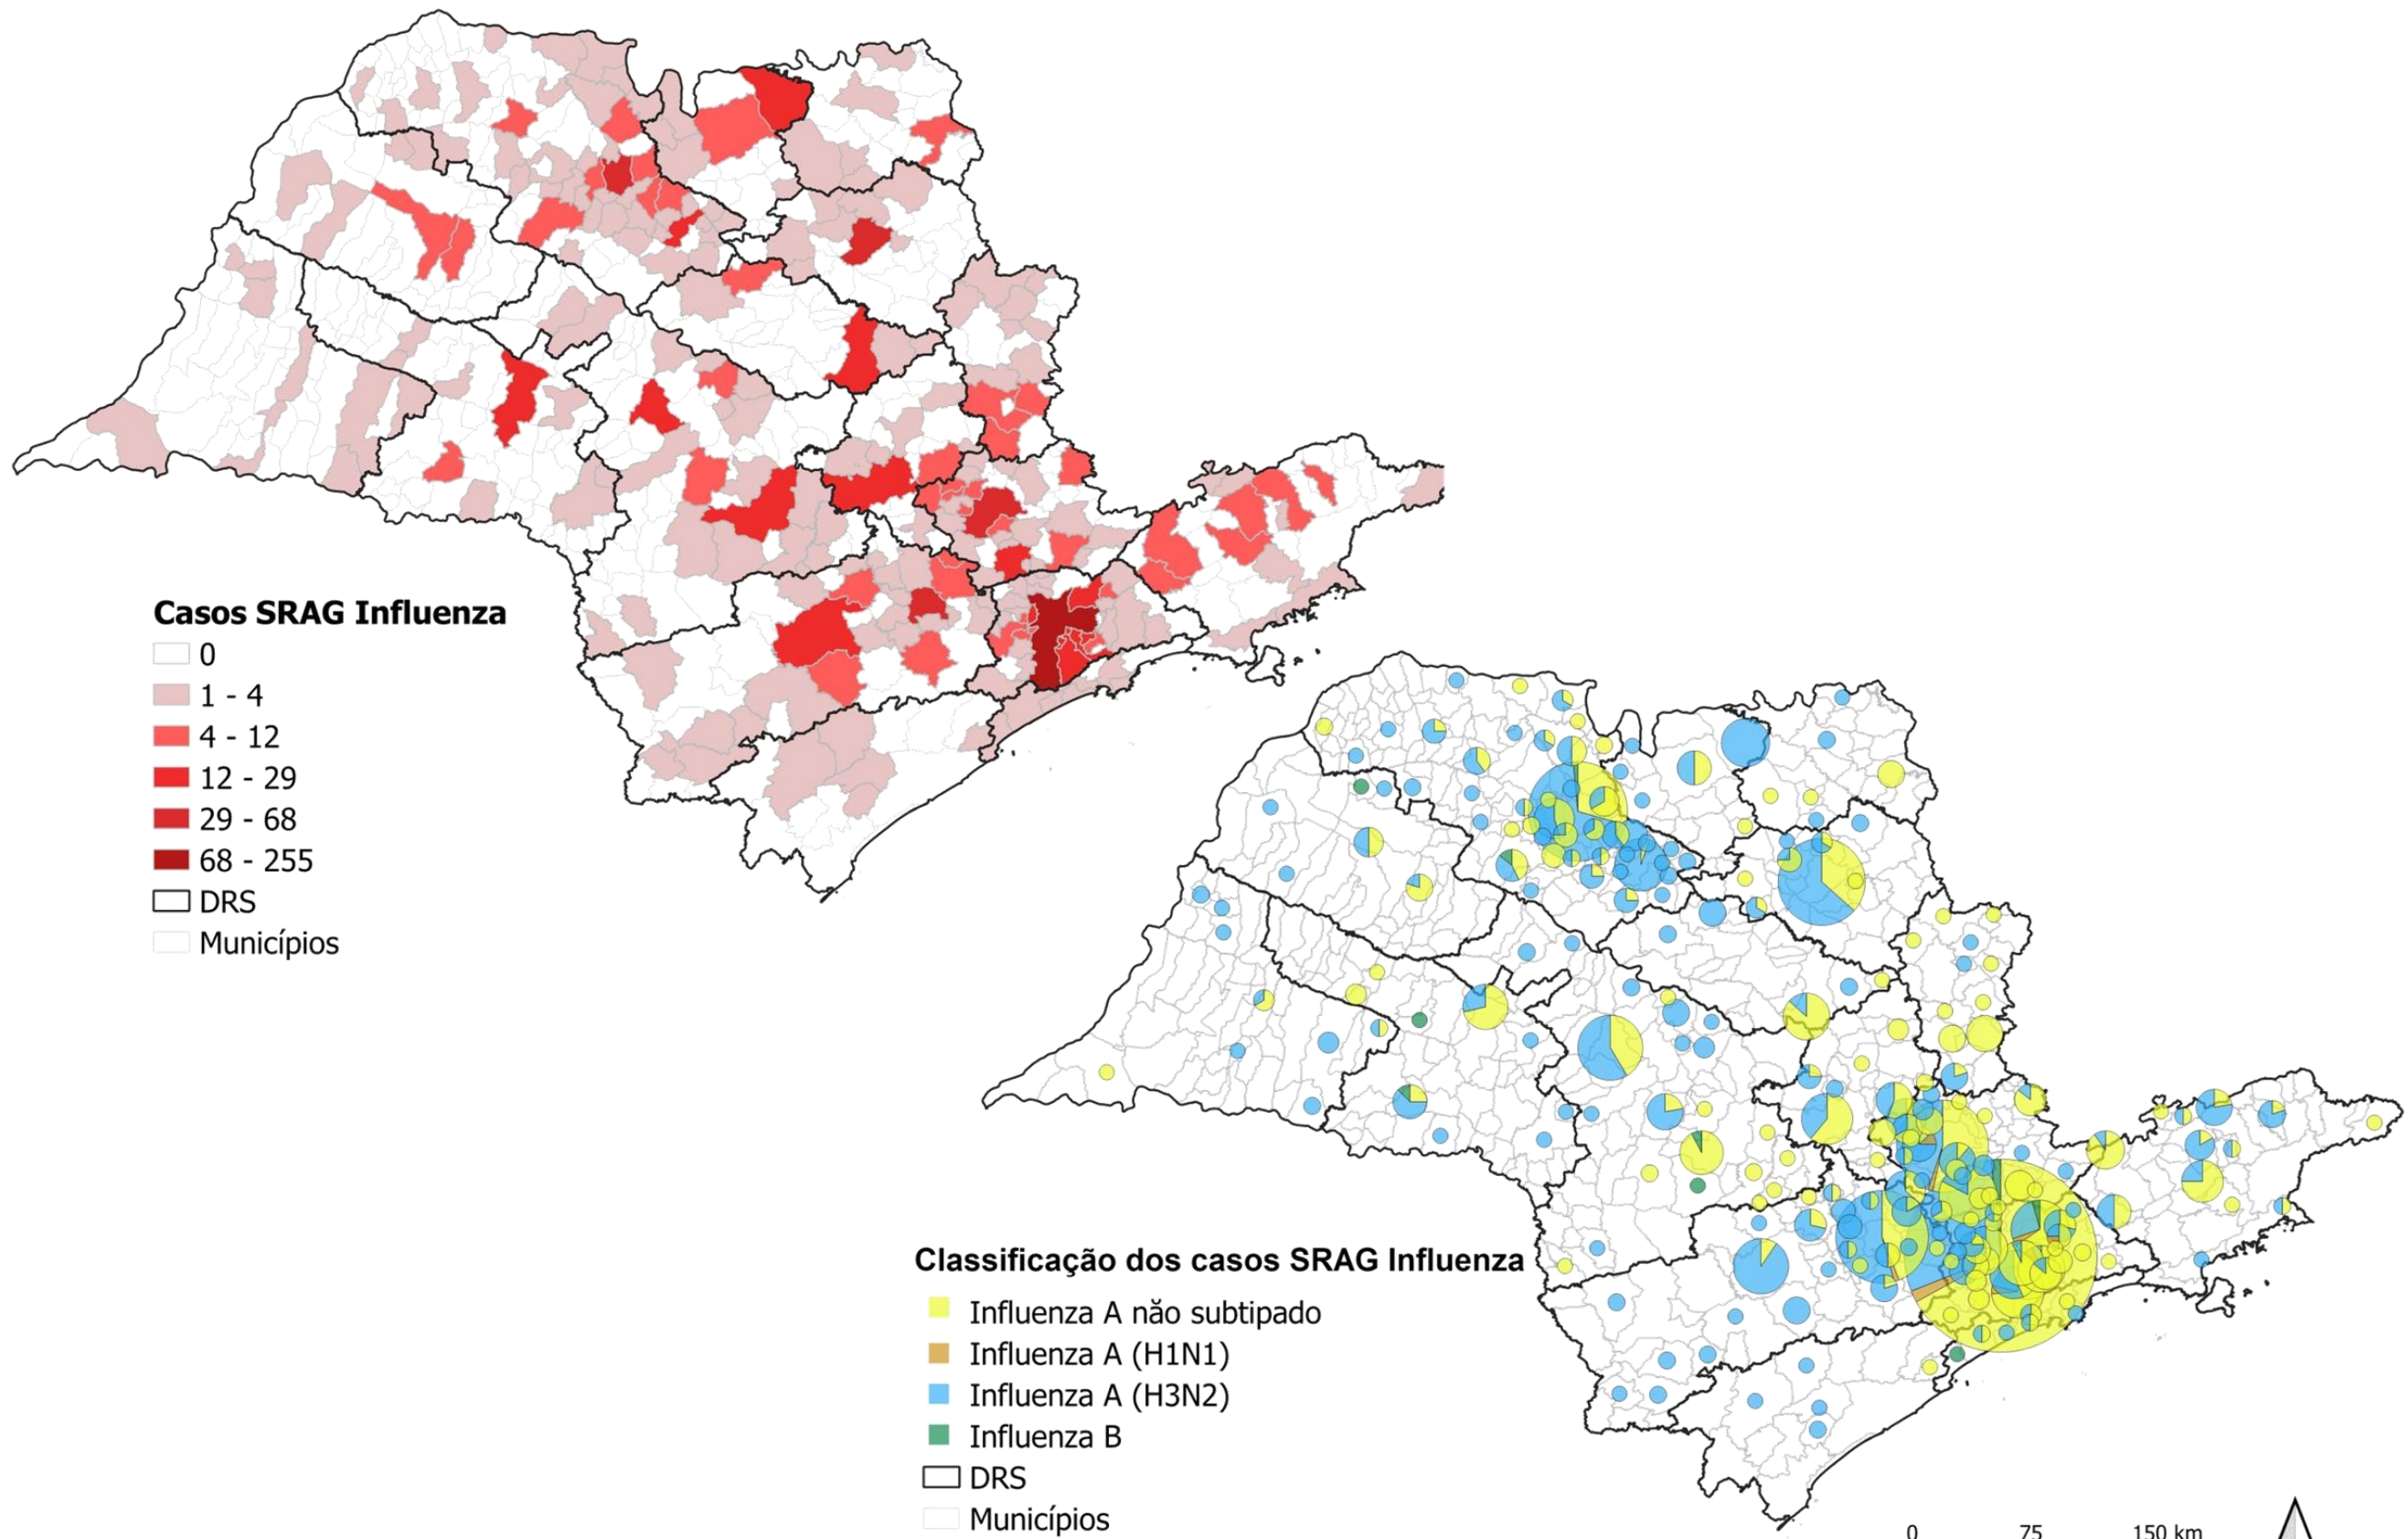 Casos SRAG Influenza
0
1 - 4
4 - 12
12 - 29
29 - 68
68 - 255
DRS
Municípios
Classificação dos casos SRAG Influenza
Influenza A não subtipado
Influenza A (H1N1)
Influenza A (H3N2)
Influenza B
DRS
Municípios
0 75 150 km